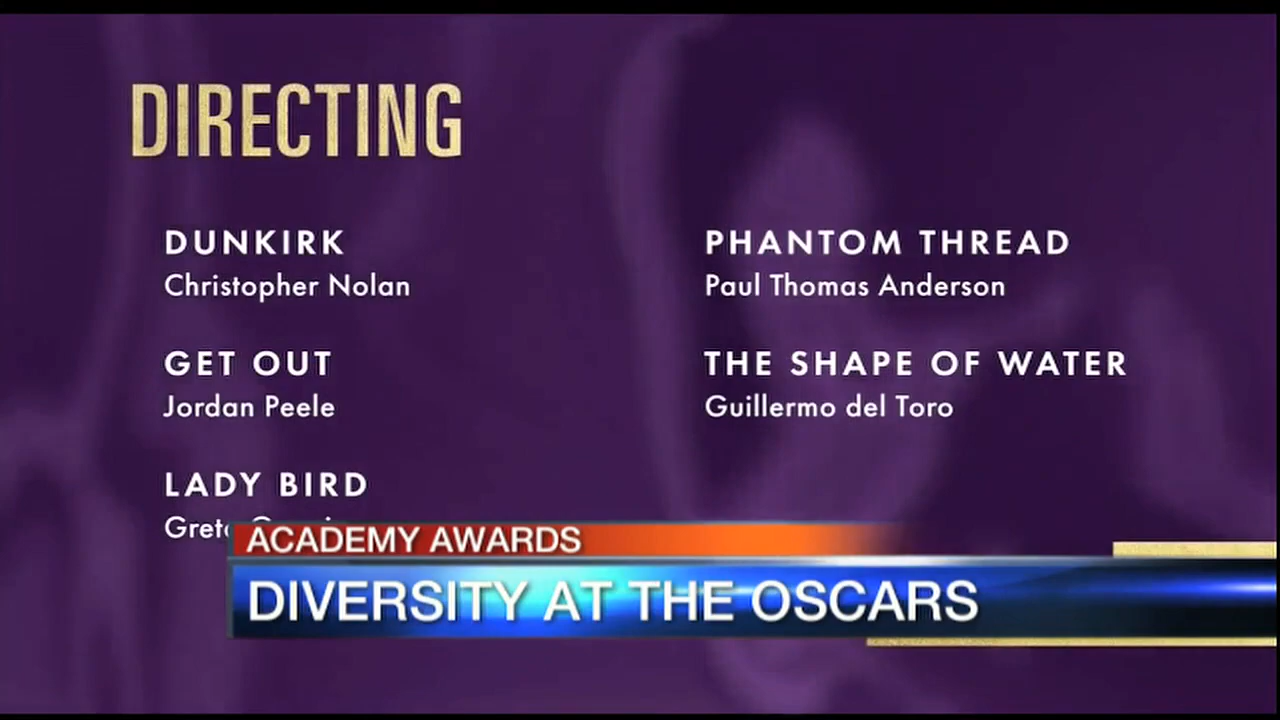 DIRECTING
DUNKIRK
Christopher Nolan
GET OUT
Jordan Peele
LADY BIRD
PHANTOM THREAD
Paul Thomas Anderson
THE SHAPE OF WATER
Guillermo del Toro
ACADEMY AWARDS
DIVERSITY AT THE OSCARS